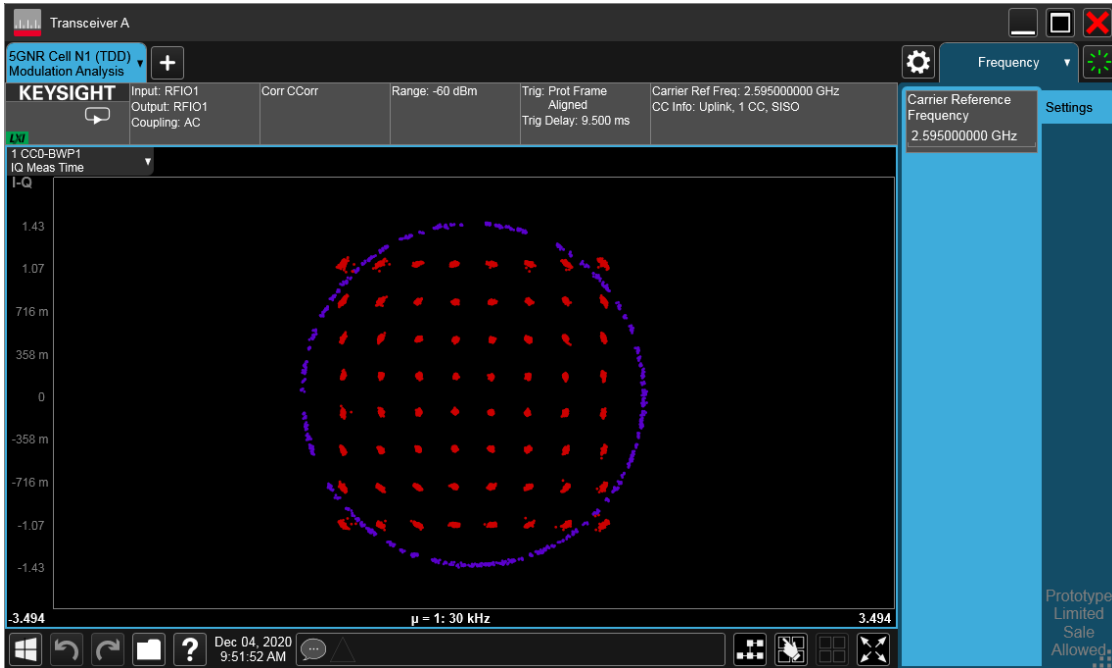 Transceiver A
5GNR Cell N1 (TDD)
Modulation Analysis
+
Frequency
KEYSIGHT
LXI
Input: RFIO1
Output: RFIO1
Coupling: AC
Corr CCorr
Range: -60 dBm
Trig: Prot Frame
Aligned
Trig Delay: 9.500 ms
Carrier Ref Freq: 2.595000000 GHz
CC Info: Uplink, 1 CC, SISO
Carrier Reference
Frequency
2.595000000 GHz
Settings
1 CC0-BWP1
IQ Meas Time
I-Q
1.43
1.07
716 m
358 m
0
-358 m
-716 m
-1.07
-1.43
-3.494
µ = 1: 30 kHz
3.494
Prototype
Limited
Sale
Allowed
?
Dec 04, 2020
9:51:52 AM